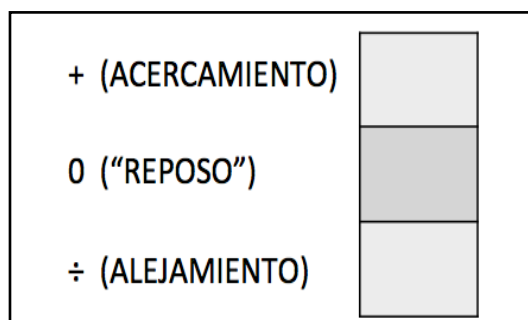 + (ACERCAMIENTO)
0 (“REPOSO”)
÷ (ALEJAMIENTO)